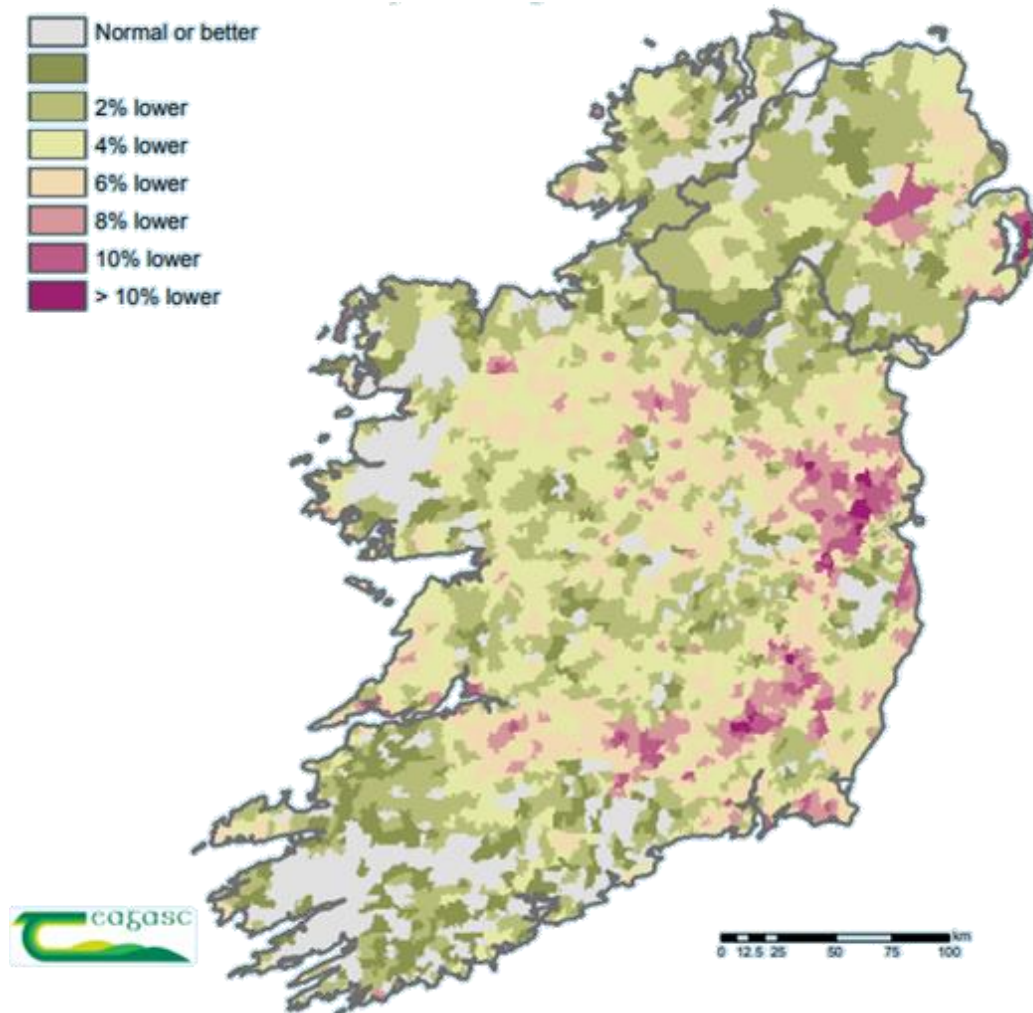 Normal or better
2% lower
4% lower
6% lower
8% lower
10% lower
> 10% lower
eagasc
km
0 12.5 25 50 75 100